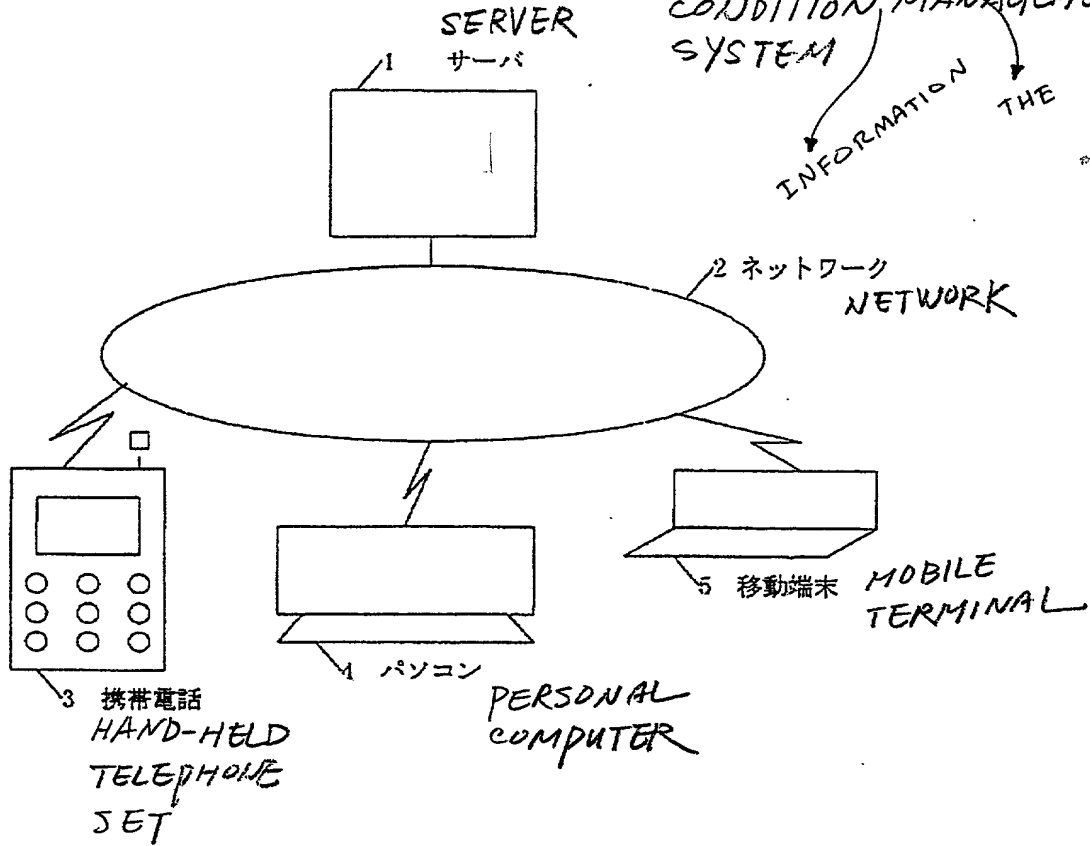 SERVER
1 サーバ
CONDITION
SYSTEM
INFORMATION
THE
2 ネットワーク
NETWORK
5 移動端末
MOBILE
TERMINAL
4 パソコン
PERSONAL
COMPUTER
3 携帯電話
HAND-HELD
TELEPHONE
SET